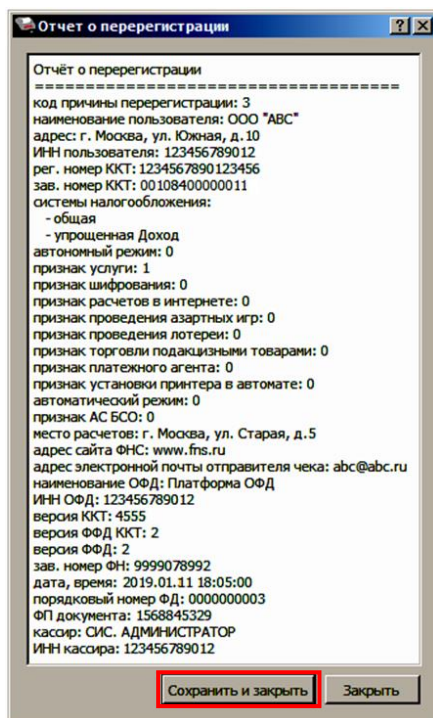 Отчет о перерегистрации
Отчёт о перерегистрации
====================================
код причины перерегистрации: 3
наименование пользователя: ООО "АВС"
адрес: г. Москва, ул. Южная, д.10
ИНН пользователя: 123456789012
рег. номер ККТ: 1234567890123456
зав. номер ККТ: 00108400000011
системы налогообложения:
- общая
- упрощенная Доход
автономный режим: 0
признак услуги: 1
признак шифрования: 0
признак расчетов в интернете: 0
признак проведения азартных игр: 0
признак проведения лотереи: 0
признак торговли подакцизными товарами: 0
признак платежного агента: 0
признак установки принтера в автомате: 0
автоматический режим: 0
признак АС БСО: 0
место расчетов: г. Москва, ул. Старая, д.5
адрес сайта ФНС: www.fns.ru
адрес электронной почты отправителя чека: abc@abc.ru
наименование ОФД: Платформа ОФД
ИНН ОФД: 123456789012
версия ККТ: 4555
версия ФФД ККТ: 2
версия ФФД: 2
зав. номер ФН: 9999078992
дата, время: 2019.01.11 18:05:00
порядковый номер ФД: 0000000003
ФП документа: 1568845329
кассир: СИС. АДМИНИСТРАТОР
ИНН кассира: 123456789012
Сохранить и закрыть Закрыть